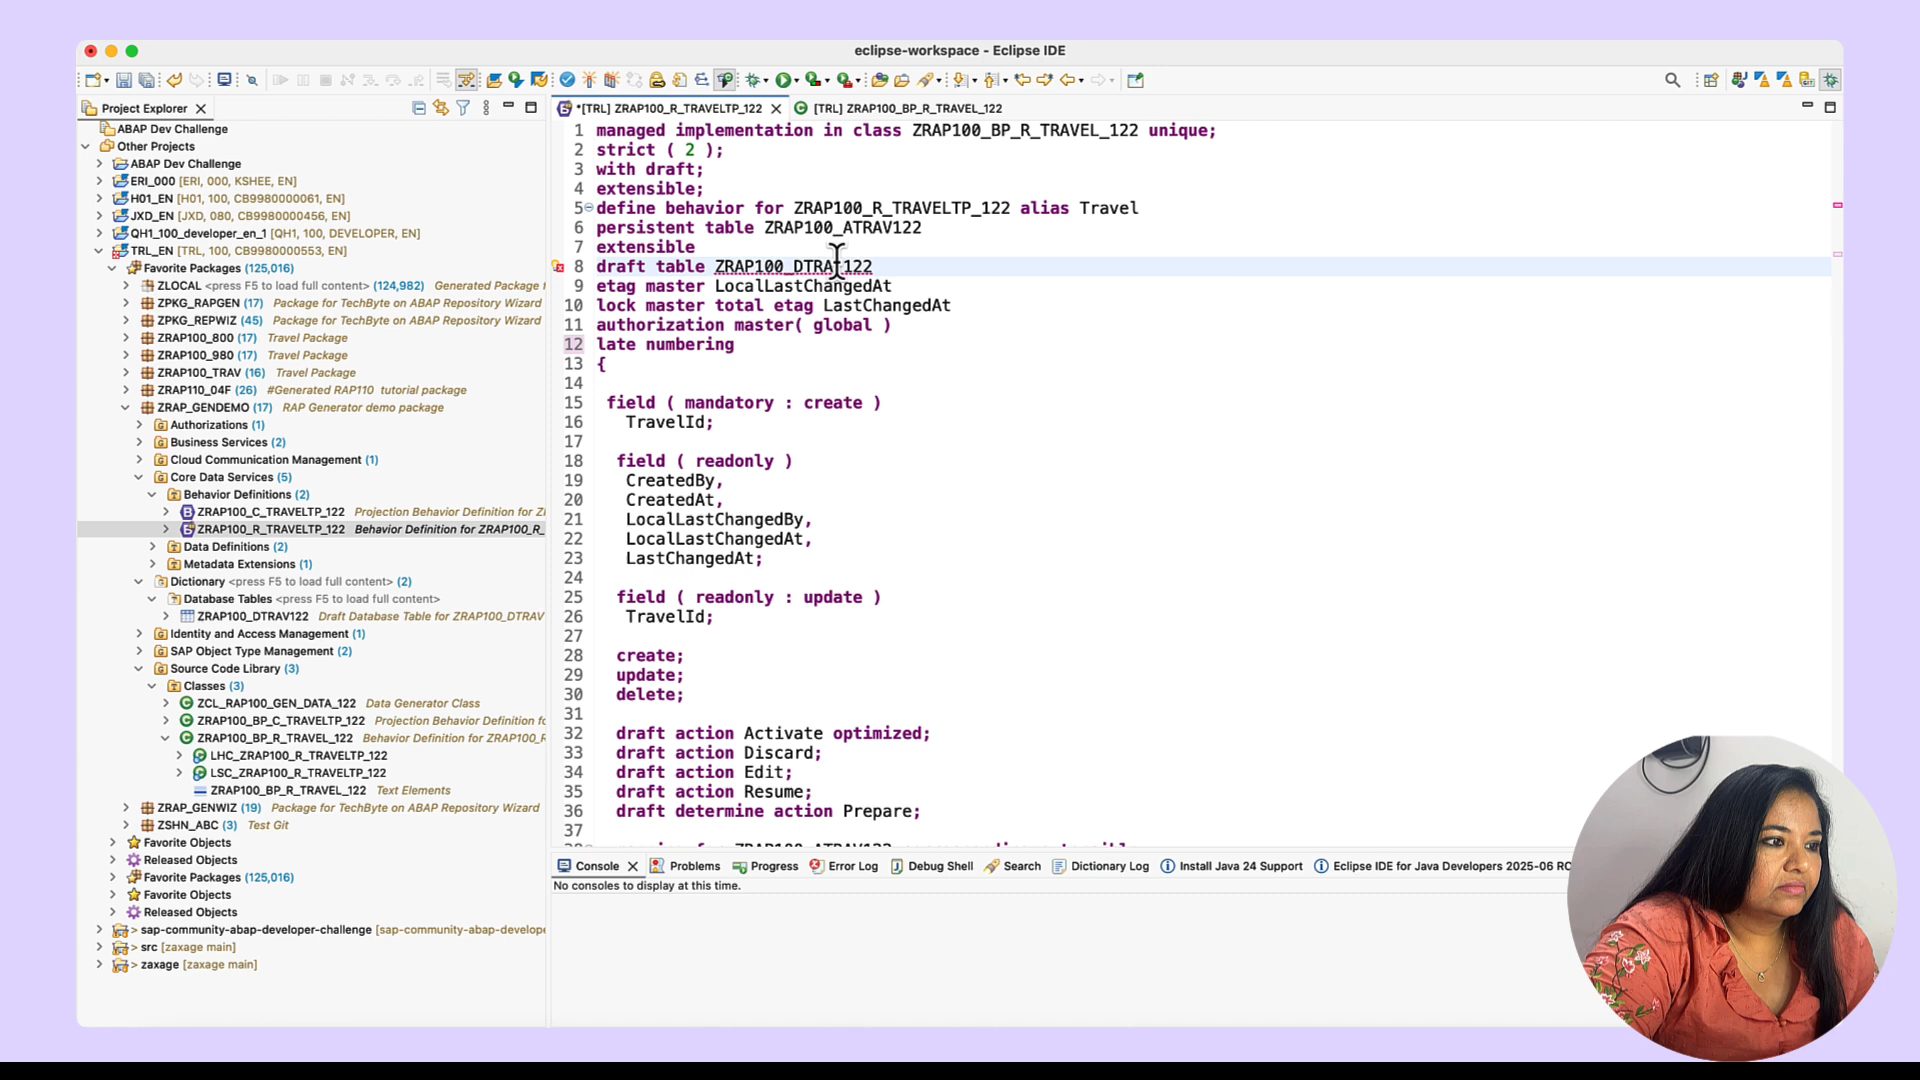 eclipse-workspace - Eclipse IDE
Project Explorer
*[TRL] ZRAP100_R_TRAVELTP_122
[TRL] ZRAP100_BP_R_TRAVEL_122
ABAP Dev Challenge
Other Projects
ABAP Dev Challenge
ERI_000 [ERI, 000, KSHEE, EN]
H01_EN [H01, 100, CB9980000061, EN]
JXD_EN [JXD, 080, CB9980000456, EN]
QH1_100_developer_en_1 [QH1, 100, DEVELOPER, EN]
TRL_EN [TRL, 100, CB9980000553, EN]
Favorite Packages (125,016)
ZLOCAL <press F5 to load full content> (124,982) Generated Package f
ZPKG_RAPGEN (17) Package for TechByte on ABAP Repository Wizard
ZPKG_REPWIZ (45) Package for TechByte on ABAP Repository Wizard
ZRAP100_800 (17) Travel Package
ZRAP100_980 (17) Travel Package
ZRAP100_TRAV (16) Travel Package
ZRAP110_04F (26) #Generated RAP110 tutorial package
ZRAP_GENDEMO (17) RAP Generator demo package
Authorizations (1)
Business Services (2)
Cloud Communication Management (1)
Core Data Services (5)
Behavior Definitions (2)
ZRAP100_C_TRAVELTP_122 Projection Behavior Definition for Z
ZRAP100_R_TRAVELTP_122 Behavior Definition for ZRAP100_R_
Data Definitions (2)
Metadata Extensions (1)
Dictionary <press F5 to load full content> (2)
Database Tables <press F5 to load full content>
ZRAP100_DTRAV122 Draft Database Table for ZRAP100_DTRAV
Identity and Access Management (1)
SAP Object Type Management (2)
Source Code Library (3)
Classes (3)
ZCL_RAP100_GEN_DATA_122 Data Generator Class
ZRAP100_BP_C_TRAVELTP_122 Projection Behavior Definition fo
ZRAP100_BP_R_TRAVEL_122 Behavior Definition for ZRAP100_R
LHC_ZRAP100_R_TRAVELTP_122
LSC_ZRAP100_R_TRAVELTP_122
ZRAP100_BP_R_TRAVEL_122 Text Elements
ZRAP_GENWIZ (19) Package for TechByte on ABAP Repository Wizard
ZSHN_ABC (3) Test Git
Favorite Objects
Released Objects
Favorite Packages (125,016)
Favorite Objects
Released Objects
> sap-community-abap-developer-challenge [sap-community-abap-develope
> src [zaxage main]
> zaxage [zaxage main]
1 managed implementation in class ZRAP100_BP_R_TRAVEL_122 unique;
2 strict ( 2 );
3 with draft;
4 extensible;
5 define behavior for ZRAP100_R_TRAVELTP_122 alias Travel
6 persistent table ZRAP100_ATRAV122
7 extensible
8 draft table
9 etag master LocalLastChangedAt
10 lock master total etag LastChangedAt
11 authorization master( global )
12 late numbering
13 {
14
15 field ( mandatory : create )
16 TravelId;
17
18 field ( readonly )
19 CreatedBy,
20 CreatedAt,
21 LocalLastChangedBy,
22 LocalLastChangedAt,
23 LastChangedAt;
24
25 field ( readonly : update )
26 TravelId;
27
28 create;
29 update;
30 delete;
31
32 draft action Activate optimized;
33 draft action Discard;
34 draft action Edit;
35 draft action Resume;
36 draft determine action Prepare;
37
Console
Problems
Progress
Error Log
Debug Shell
Search
Dictionary Log
Install Java 24 Support
Eclipse IDE for Java Developers 2025-06
No consoles to display at this time.